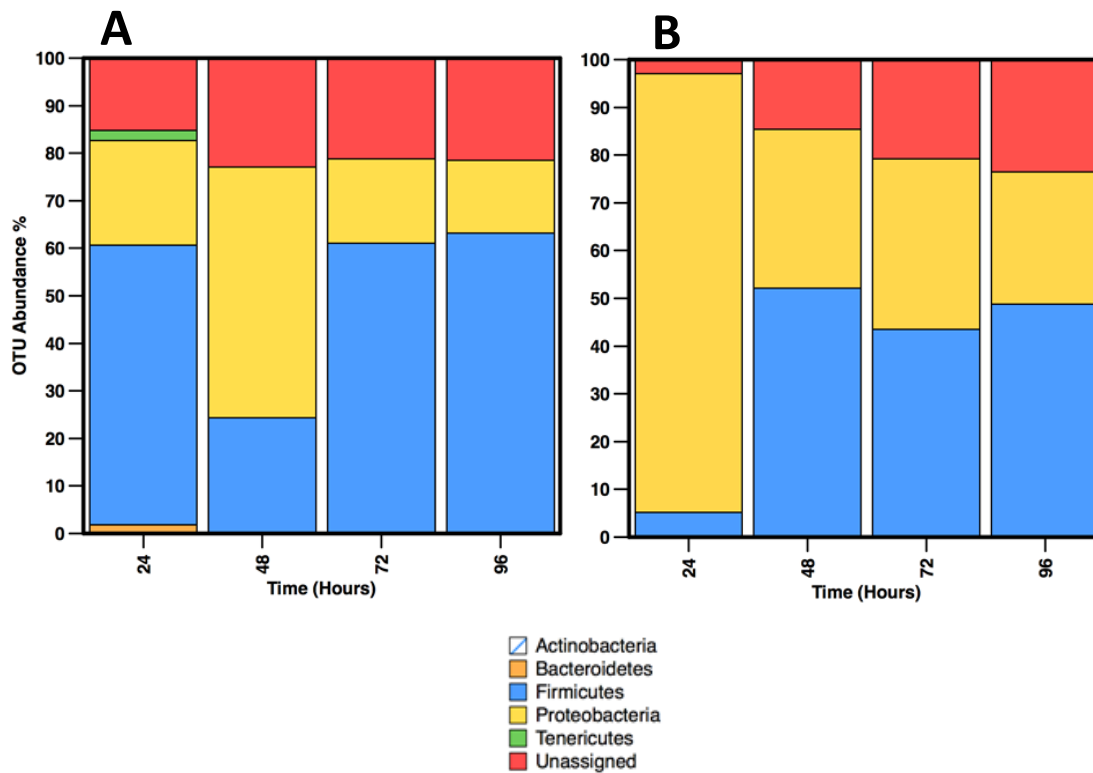 A
B
OTU Abundance %
100
90
80
70
60
50
40
30
20
10
0
24
48
72
96
Time (Hours)
100
90
80
70
60
50
40
30
20
10
0
24
48
72
96
Time (Hours)
Actinobacteria
Bacteroidetes
Firmicutes
Proteobacteria
Tenericutes
Unassigned